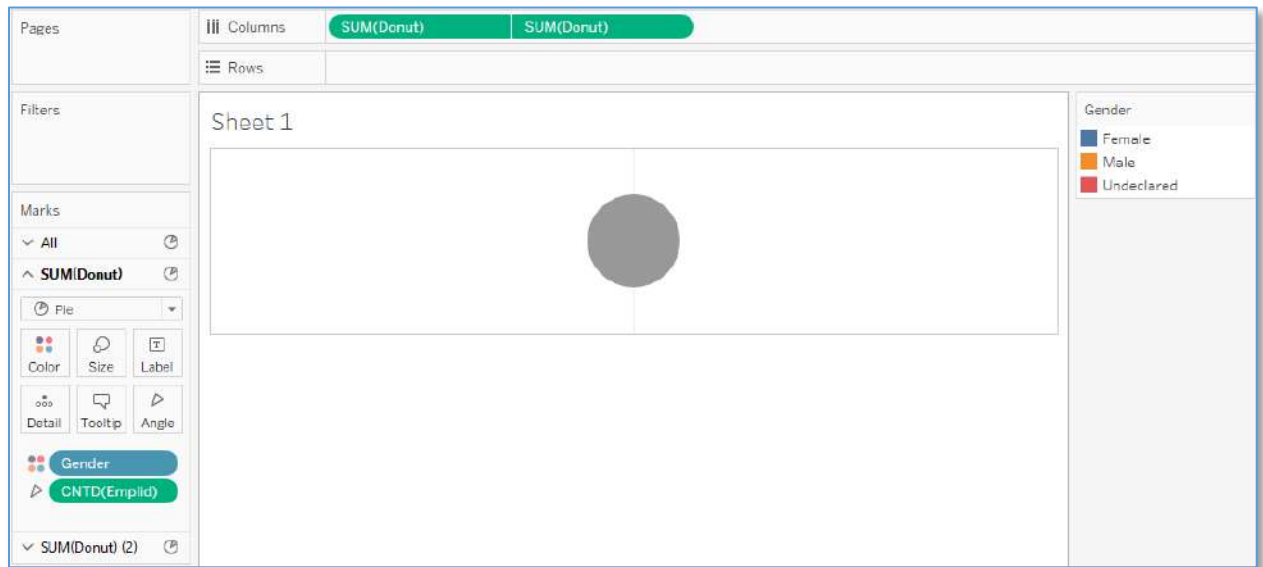 Pages
Columns SUM(Donut) SUM(Donut)
Rows
Filters
Sheet 1
Gender
Female
Male
Undeclared
Marks
All
SUM(Donut)
Pie
Color Size Label
Detail Tooltip Angle
Gender
CNTD(Emplid)
SUM(Donut) (2)